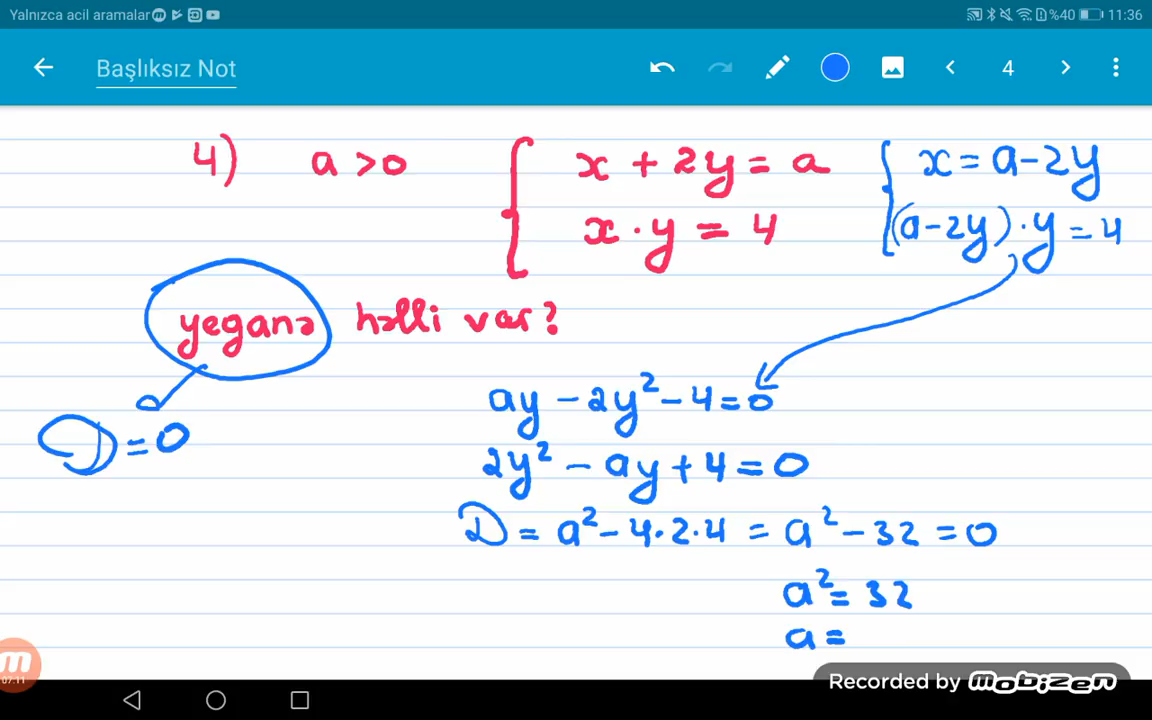 Yalnızca acil aramalar %40 11:36
Başlıksız Not 4
4) a >0 { x + 2y = a { x = a-2y
x · y = 4 (a-2y) · y = 4
yeganə həlli var?
ay - 2y² - 4 = 0
D = 0
2y² - ay + 4 = 0
D = a² - 4·2·4 = a² - 32 = 0
a² = 32
a =
07:11
Recorded by mobizen